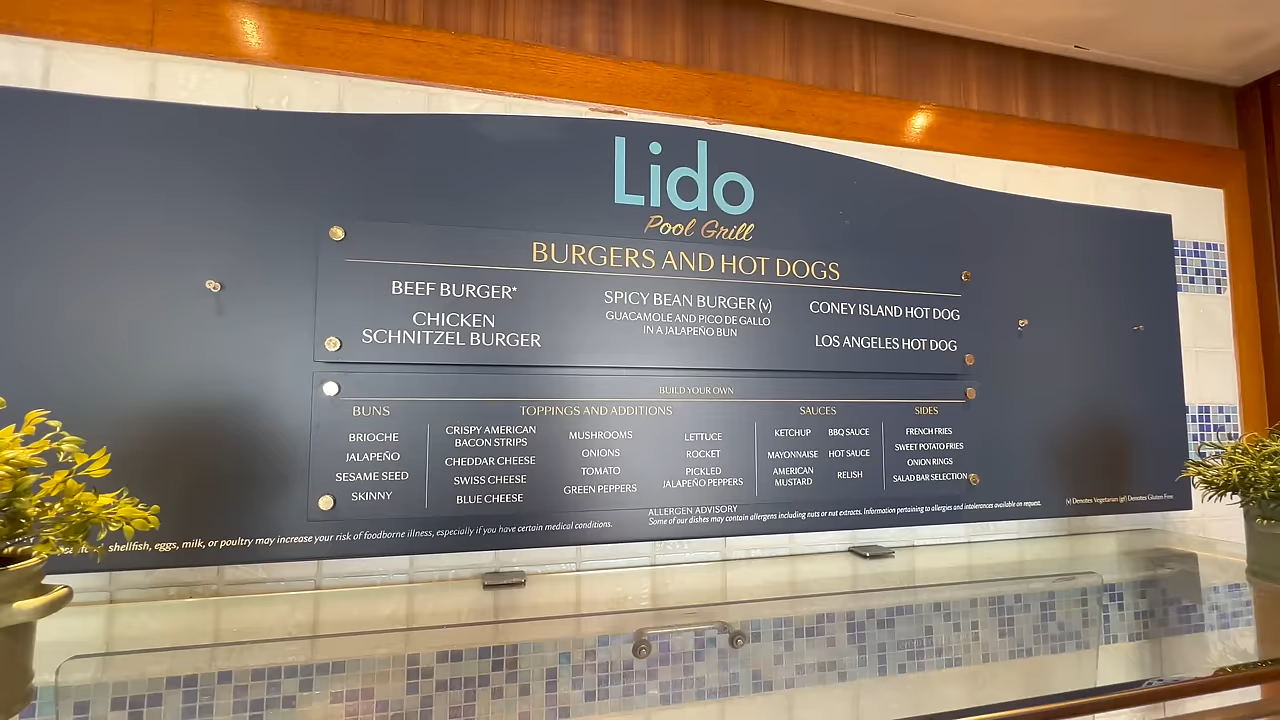 Lido
Pool Grill
BURGERS AND HOT DOGS
BEEF BURGER*
CHICKEN
SCHNITZEL BURGER
SPICY BEAN BURGER (v)
GUACAMOLE AND PICO DE GALLO
IN A JALAPEÑO BUN
CONEY ISLAND HOT DOG
LOS ANGELES HOT DOG
BUILD YOUR OWN
BUNS
BRIOCHE
JALAPEÑO
SESAME SEED
SKINNY
TOPPINGS AND ADDITIONS
CRISPY AMERICAN
BACON STRIPS
CHEDDAR CHEESE
SWISS CHEESE
BLUE CHEESE
MUSHROOMS
ONIONS
TOMATO
GREEN PEPPERS
LETTUCE
ROCKET
PICKLED
JALAPEÑO PEPPERS
SAUCES
KETCHUP
MAYONNAISE
AMERICAN
MUSTARD
BBQ SAUCE
HOT SAUCE
RELISH
SIDES
FRENCH FRIES
SWEET POTATO FRIES
ONION RINGS
SALAD BAR SELECTION
shellfish, eggs, milk, or poultry may increase your risk of foodborne illness, especially if you have certain medical conditions.
ALLERGEN ADVISORY
Some of our dishes may contain allergens including nuts or nut extracts. Information pertaining to allergies and intolerances available on request.
(v) Denotes Vegetarian (gf) Denotes Gluten Free